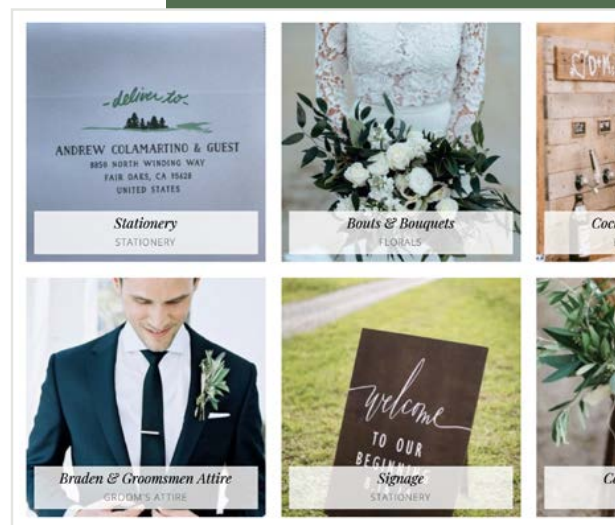 deliver to
ANDREW COLAMARTINO & GUEST
8850 NORTH WINDING WAY
FAIR OAKS, CA 95628
UNITED STATES
Stationery
STATIONERY
Bouts & Bouquets
FLORALS
D+K
Braden & Groomsmen Attire
GROOM'S ATTIRE
welcome
TO OUR
BEGINNING
Signage
STATIONERY